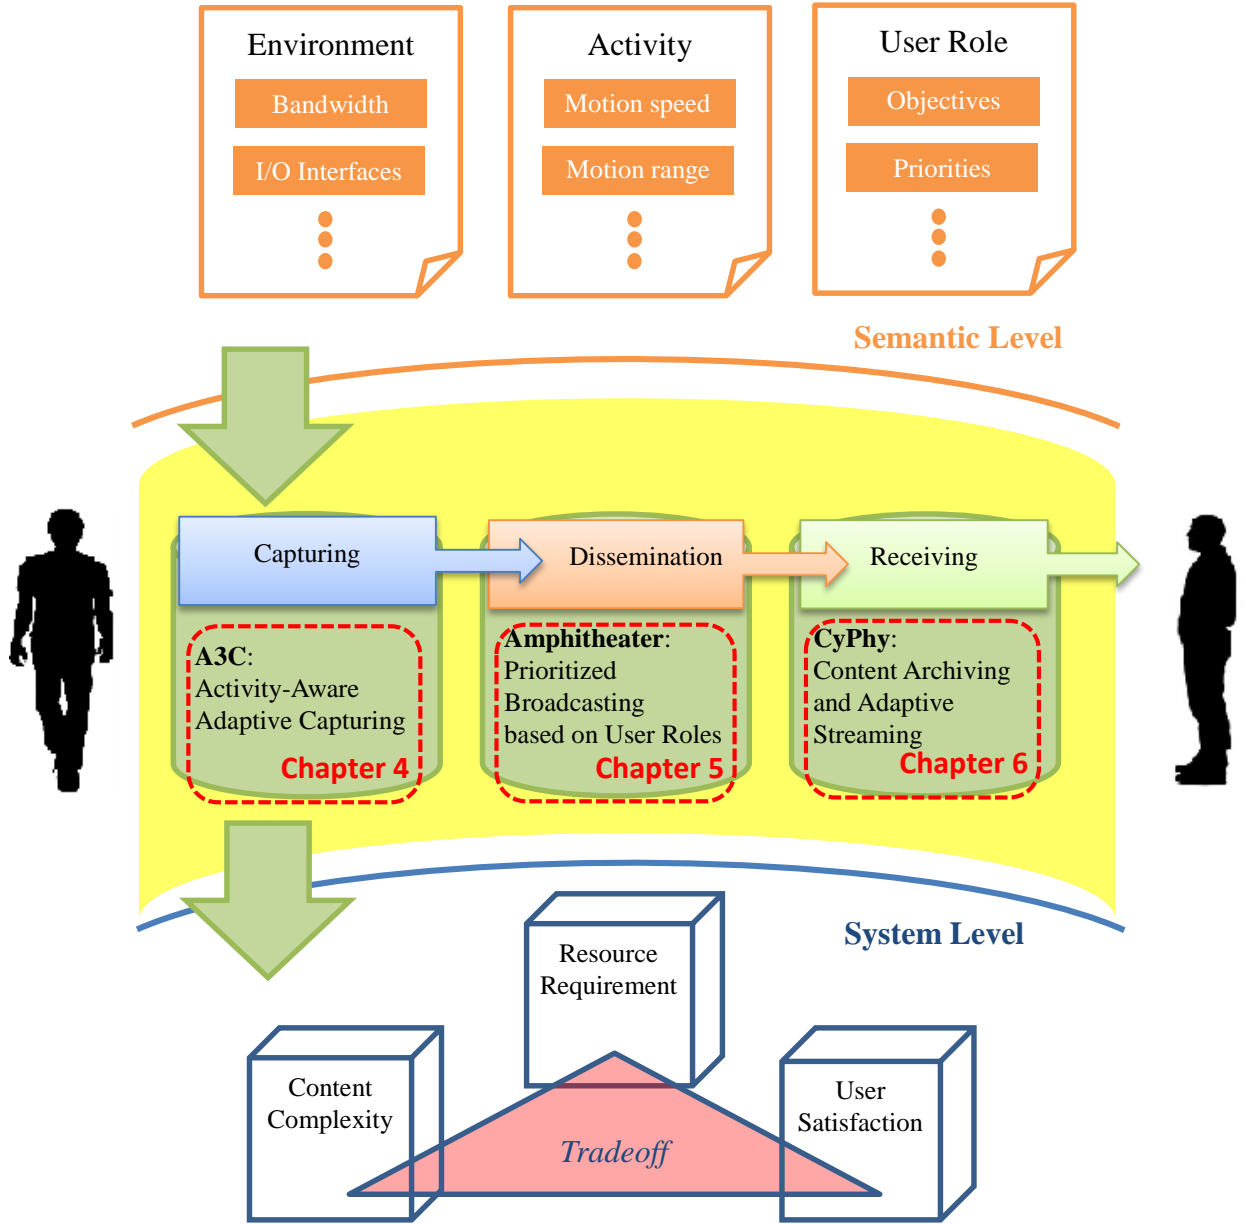 Environment
Bandwidth
I/O Interfaces
Activity
Motion speed
Motion range
User Role
Objectives
Priorities
Semantic Level
Capturing
Dissemination
Receiving
A3C:
Activity-Aware
Adaptive Capturing
Chapter 4
Amphitheater:
Prioritized
Broadcasting
based on User Roles
Chapter 5
CyPhy:
Content Archiving
and Adaptive
Streaming
Chapter 6
System Level
Resource
Requirement
Content
Complexity
User
Satisfaction
Tradeoff